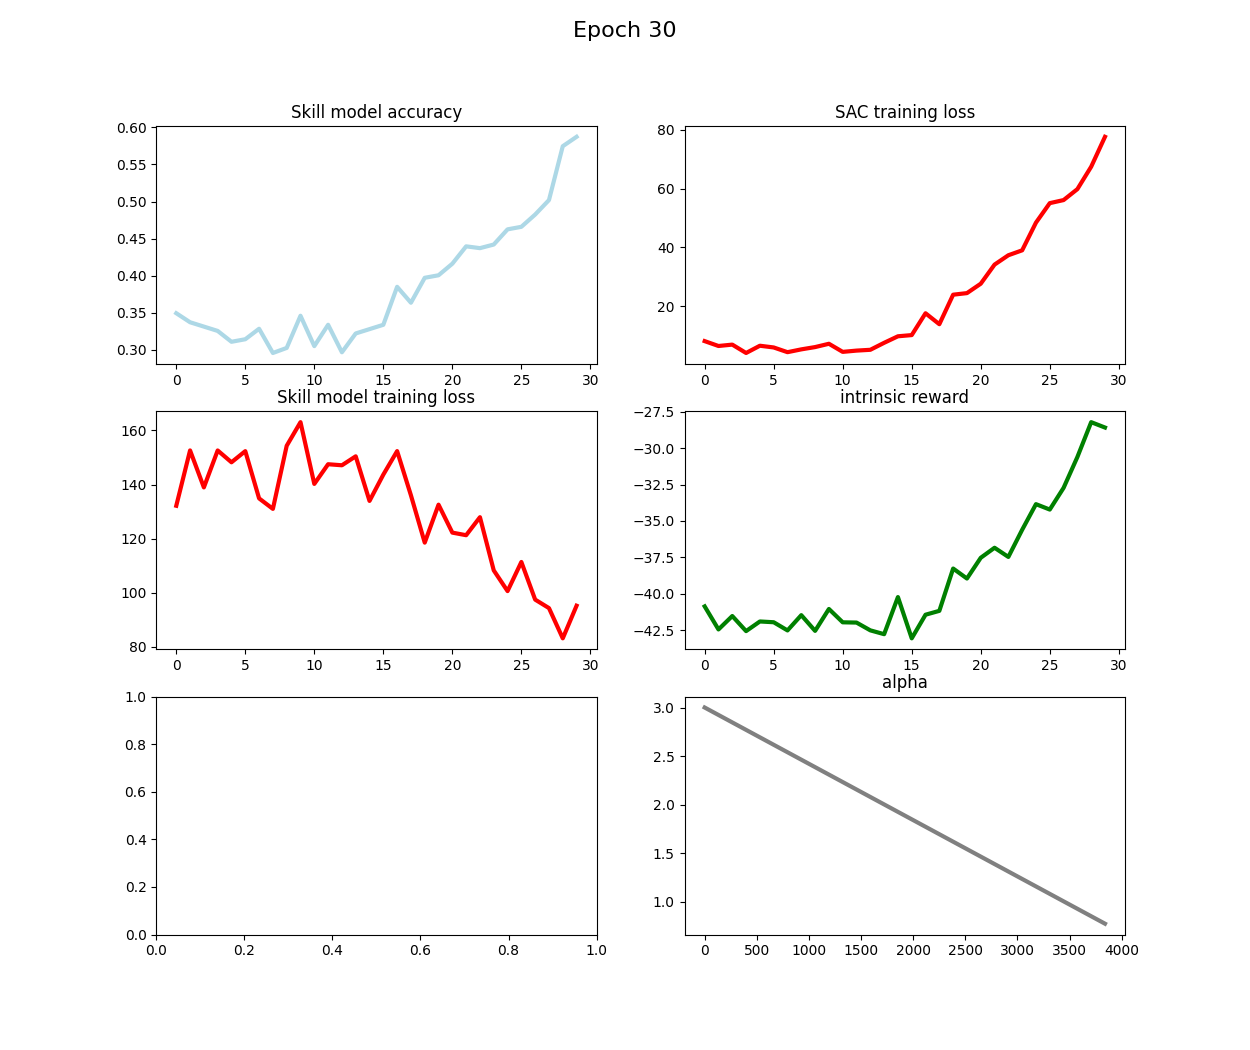 Epoch 30
Skill model accuracy
0.60
0.55
0.50
0.45
0.40
0.35
0.30
0 5 10 15 20 25 30
SAC training loss
80
60
40
20
0 5 10 15 20 25 30
Skill model training loss
160
140
120
100
80
0 5 10 15 20 25 30
intrinsic reward
−27.5
−30.0
−32.5
−35.0
−37.5
−40.0
−42.5
0 5 10 15 20 25 30
1.0
0.8
0.6
0.4
0.2
0.0
0.0 0.2 0.4 0.6 0.8 1.0
alpha
3.0
2.5
2.0
1.5
1.0
0 500 1000 1500 2000 2500 3000 3500 4000